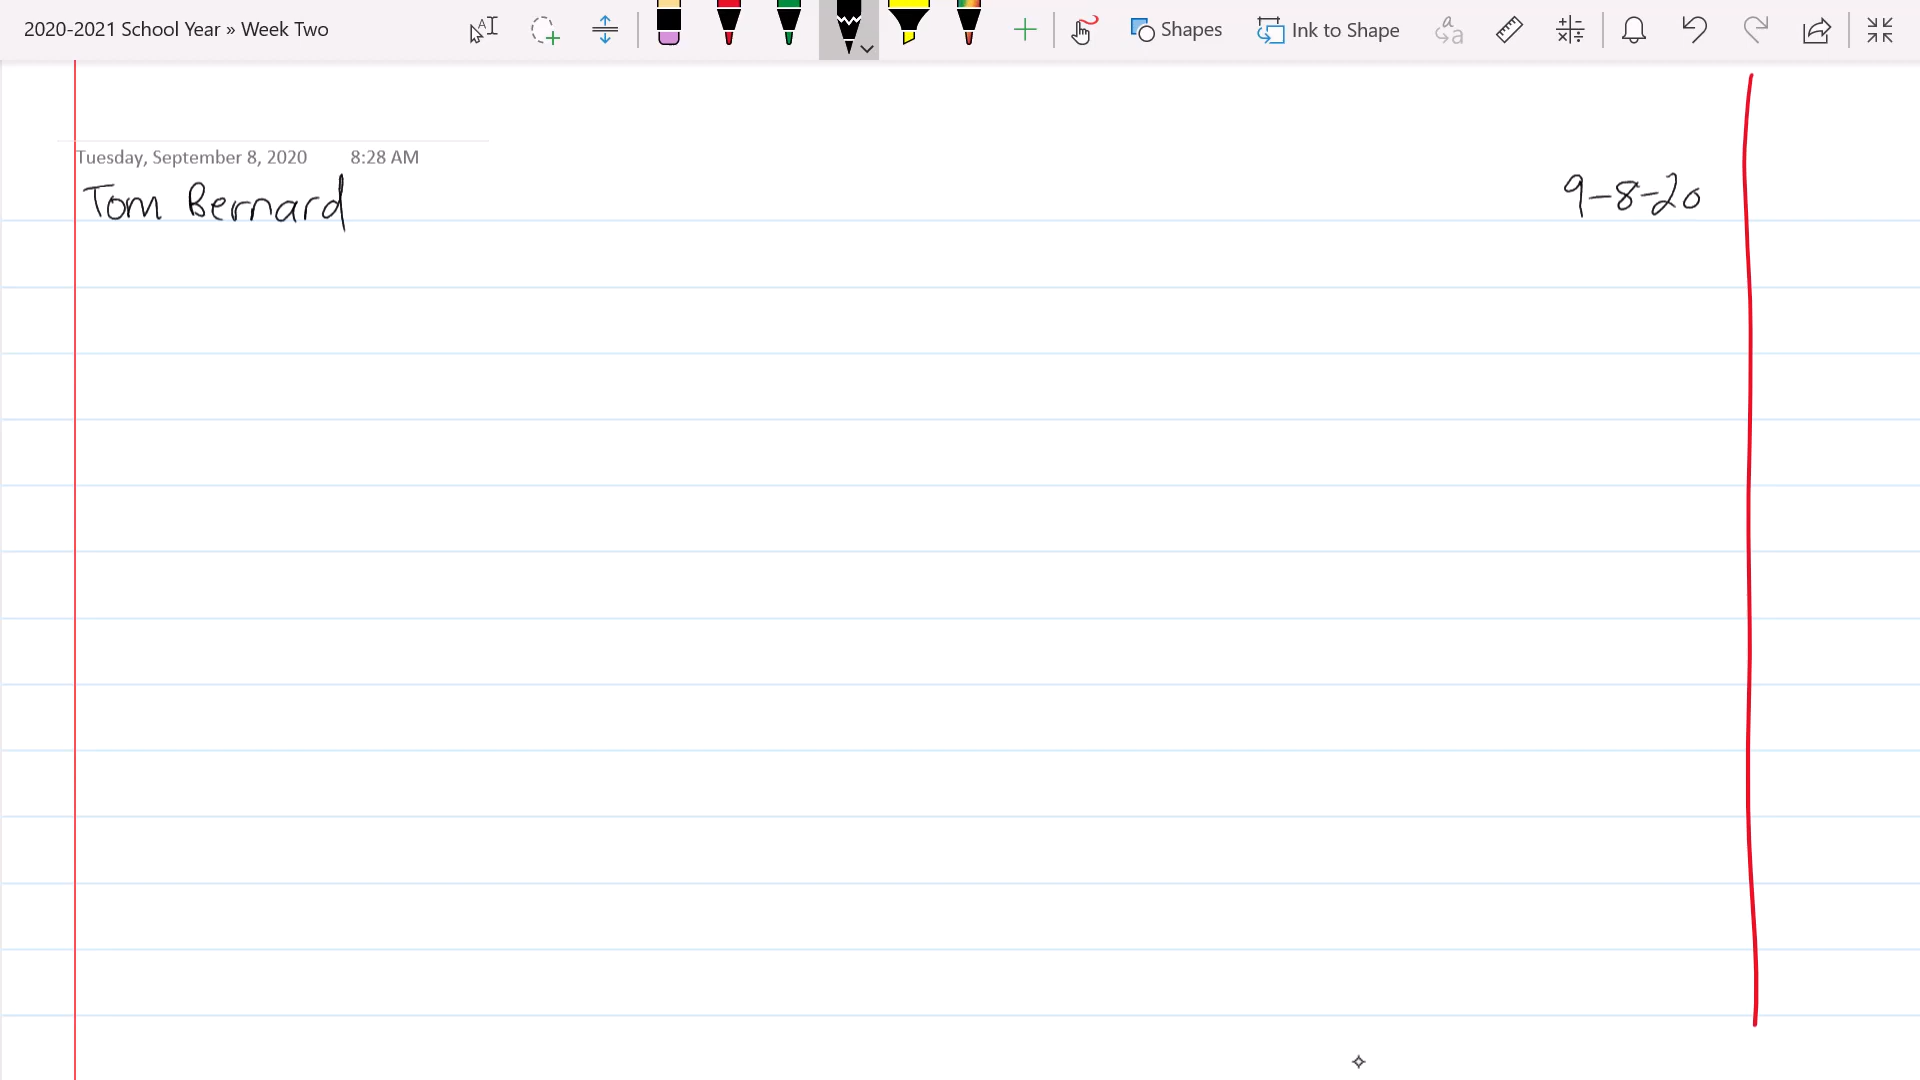 2020-2021 School Year » Week Two Shapes Ink to Shape
Tuesday, September 8, 2020 8:28 AM
Tom Bernard 9-8-20